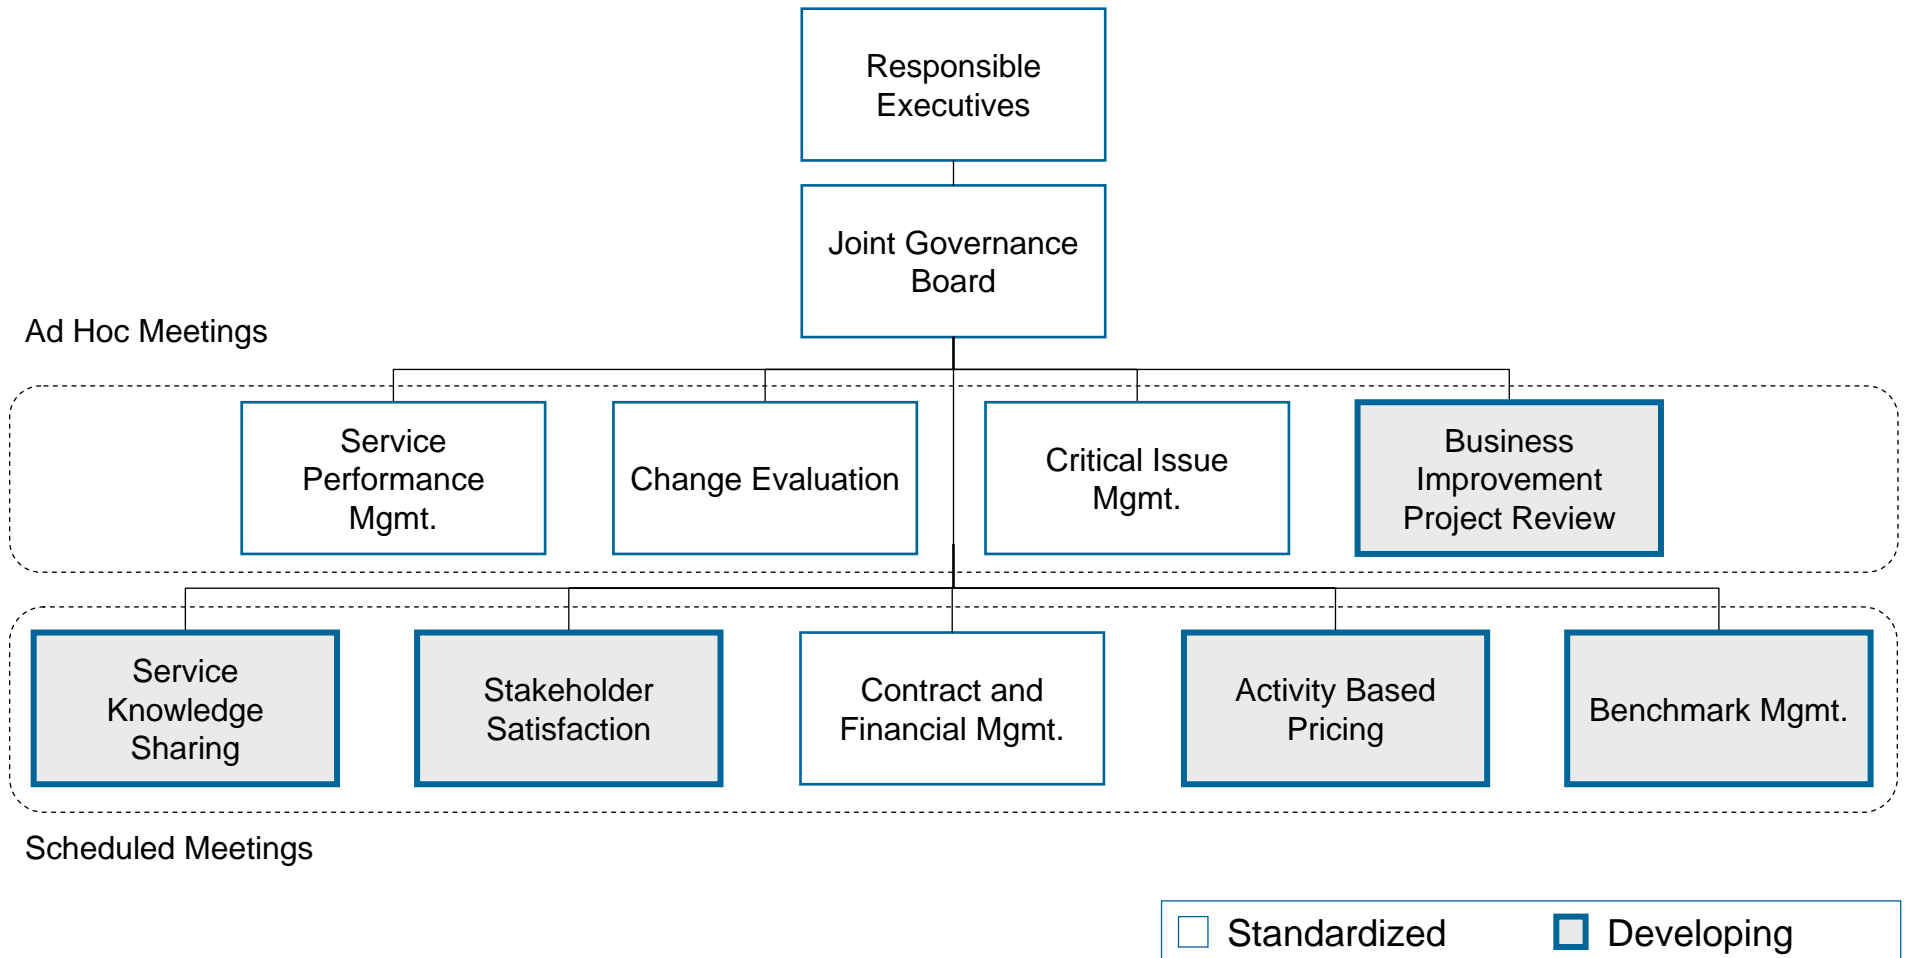 Responsible
Executives
Joint Governance
Board
Ad Hoc Meetings
Service
Performance
Mgmt.
Change Evaluation
Critical Issue
Mgmt.
Business
Improvement
Project Review
Service
Knowledge
Sharing
Stakeholder
Satisfaction
Contract and
Financial Mgmt.
Activity Based
Pricing
Benchmark Mgmt.
Scheduled Meetings
Standardized
Developing